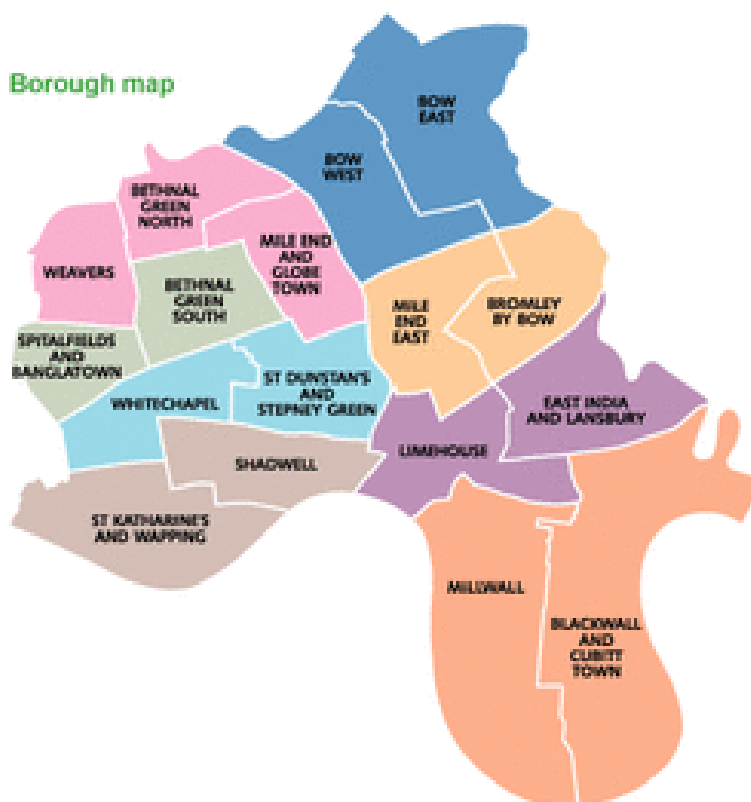 Borough map
BOW
EAST
BOW
WEST
BETHNAL
GREEN
NORTH
MILE END
AND
GLOBE
TOWN
WEAVERS
BETHNAL
GREEN
SOUTH
MILE
END
EAST
BROMLEY
BY BOW
SPITALFIELDS
AND
BANGLATOWN
ST DUNSTAN'S
AND
STEPNEY GREEN
WHITECHAPEL
EAST INDIA
AND LANSBURY
LIMEHOUSE
SHADWELL
ST KATHARINE'S
AND WAPPING
MILLWALL
BLACKWALL
AND
CUBITT
TOWN